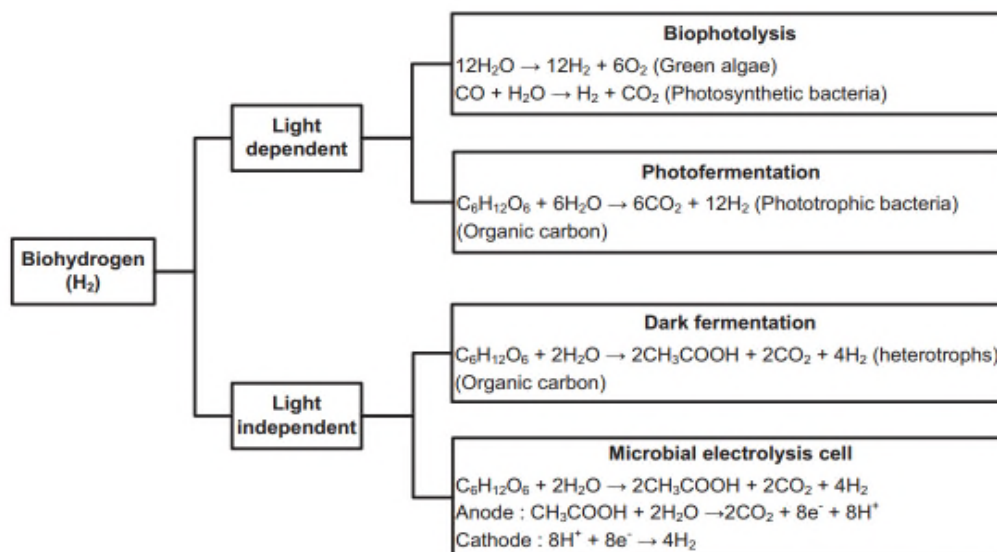 Biophotolysis
12H₂O → 12H₂ + 6O₂ (Green algae)
CO + H₂O → H₂ + CO₂ (Photosynthetic bacteria)
Light
dependent
Photofermentation
C₆H₁₂O₆ + 6H₂O → 6CO₂ + 12H₂ (Phototrophic bacteria)
(Organic carbon)
Biohydrogen
(H₂)
Dark fermentation
C₆H₁₂O₆ + 2H₂O → 2CH₃COOH + 2CO₂ + 4H₂ (heterotrophs)
(Organic carbon)
Light
independent
Microbial electrolysis cell
C₆H₁₂O₆ + 2H₂O → 2CH₃COOH + 2CO₂ + 4H₂
Anode : CH₃COOH + 2H₂O →2CO₂ + 8e⁻ + 8H⁺
Cathode : 8H⁺ + 8e⁻ → 4H₂